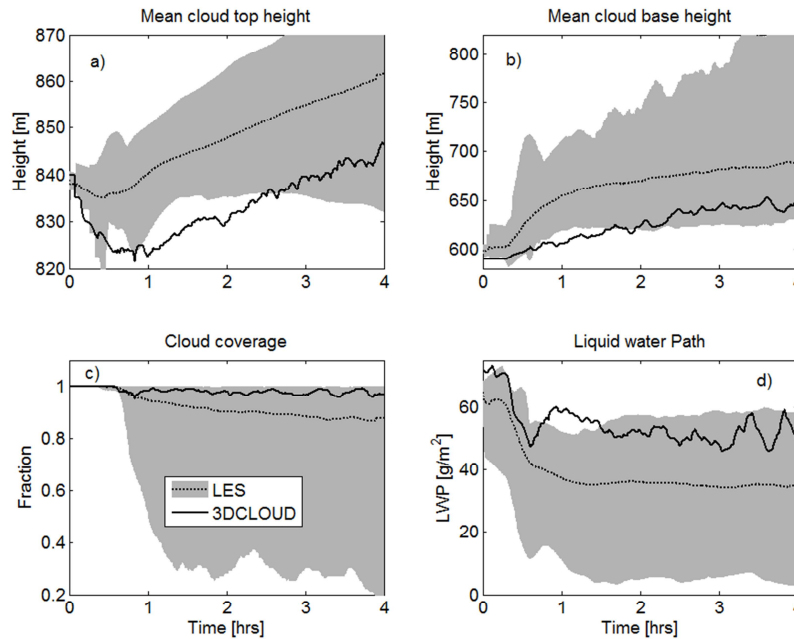 Mean cloud top height
870
860
850
840
830
820
Height [m]
a)
0 1 2 3 4
Mean cloud base height
800
750
700
650
600
Height [m]
b)
0 1 2 3 4
Cloud coverage
1
0.8
0.6
0.4
0.2
Fraction
c)
LES
3DCLOUD
0 1 2 3 4
Time [hrs]
Liquid water Path
60
40
20
0
LWP [g/m²]
d)
0 1 2 3 4
Time [hrs]